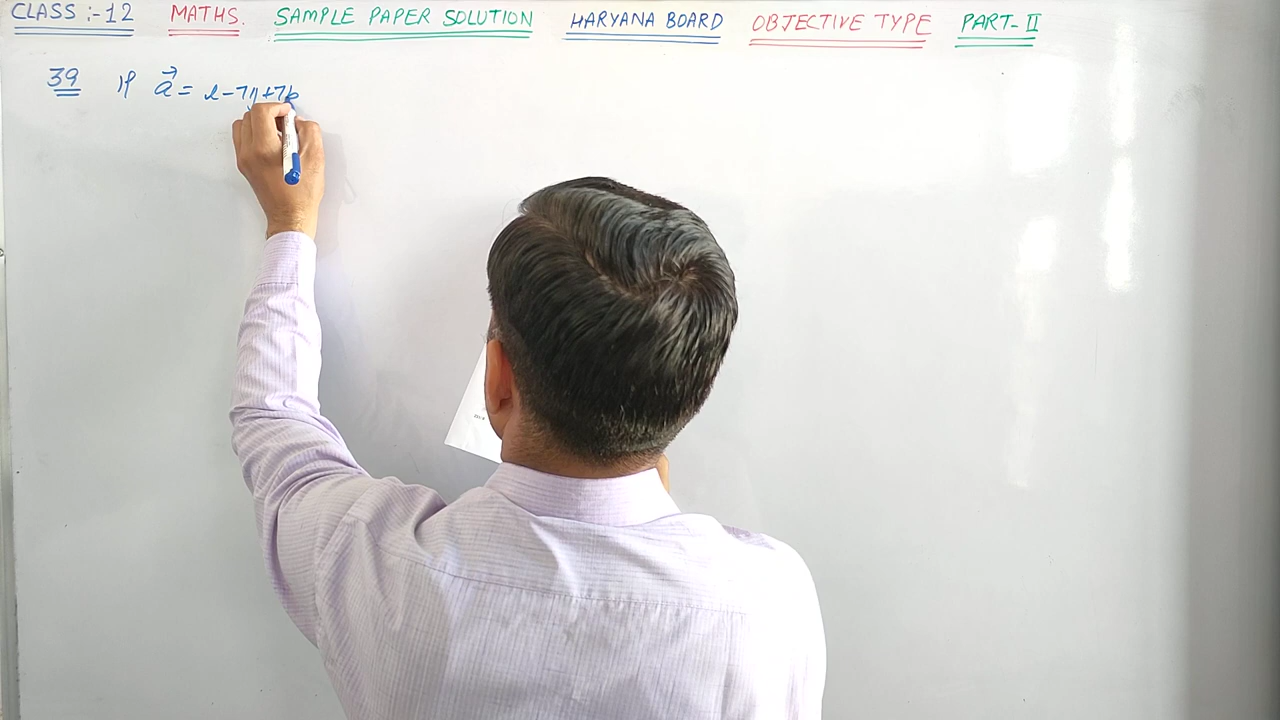 CLASS :- 12 MATHS. SAMPLE PAPER SOLUTION HARYANA BOARD OBJECTIVE TYPE PART- II
39 If a⃗ = i - 7j + 7k